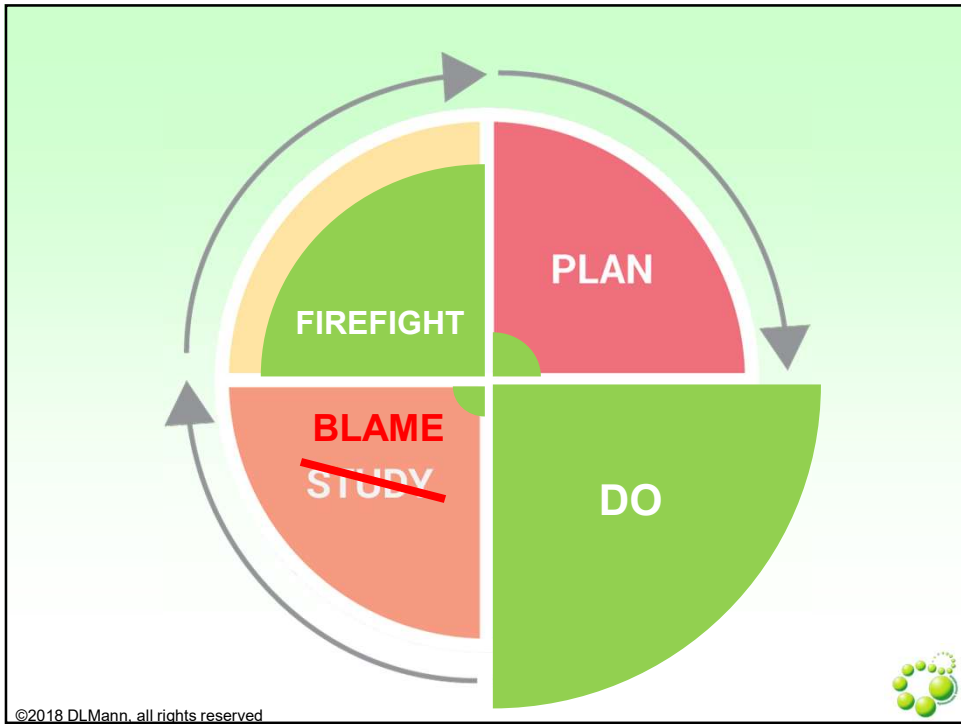 PLAN
FIREFIGHT
BLAME
STUDY
DO
©2018 DLMann, all rights reserved